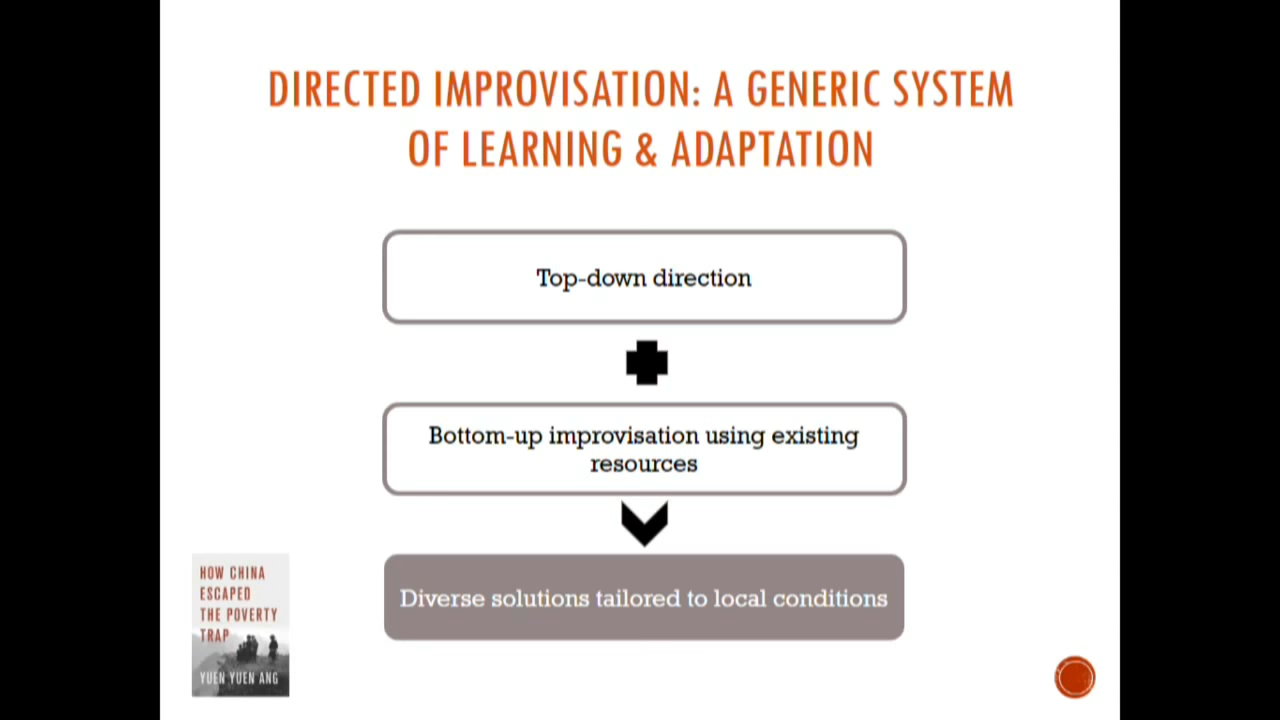 DIRECTED IMPROVISATION: A GENERIC SYSTEM
OF LEARNING & ADAPTATION
Top-down direction
Bottom-up improvisation using existing
resources
Diverse solutions tailored to local conditions
HOW CHINA
ESCAPED
THE POVERTY
TRAP
YUEN YUEN ANG